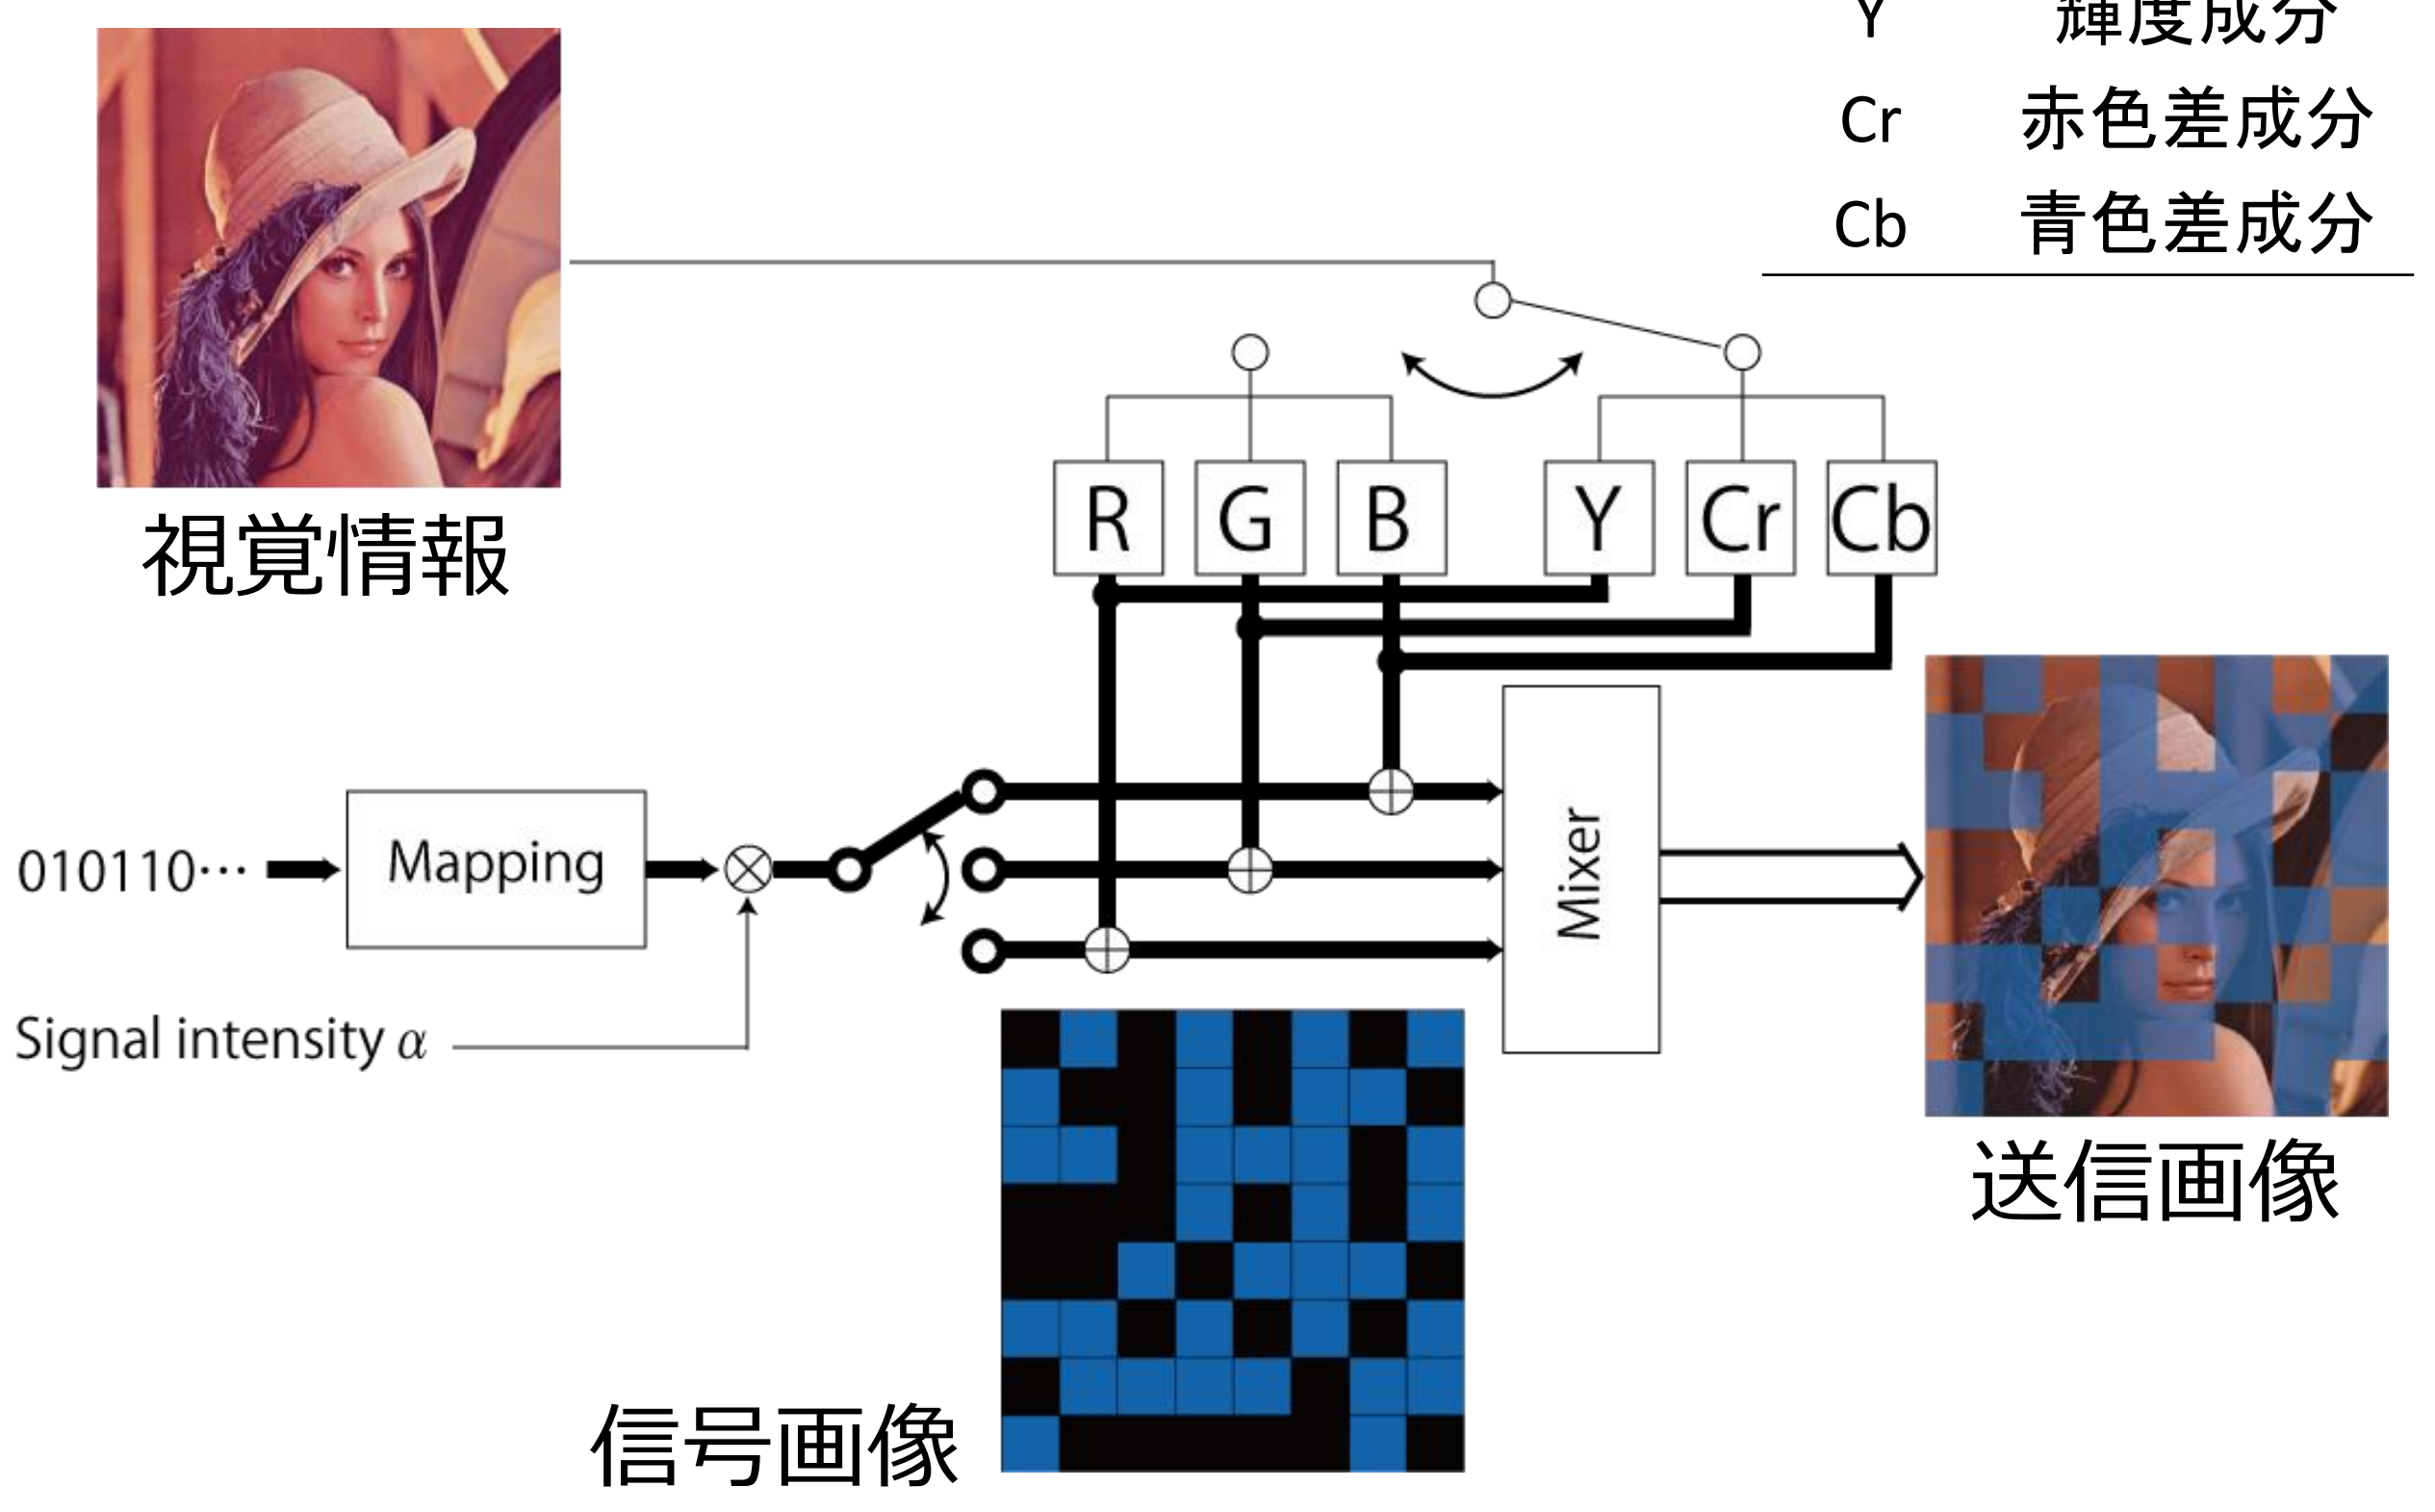 Y 輝度成分
Cr 赤色差成分
Cb 青色差成分
視覚情報
R G B Y Cr Cb
010110…
Mapping
Mixer
Signal intensity α
送信画像
信号画像